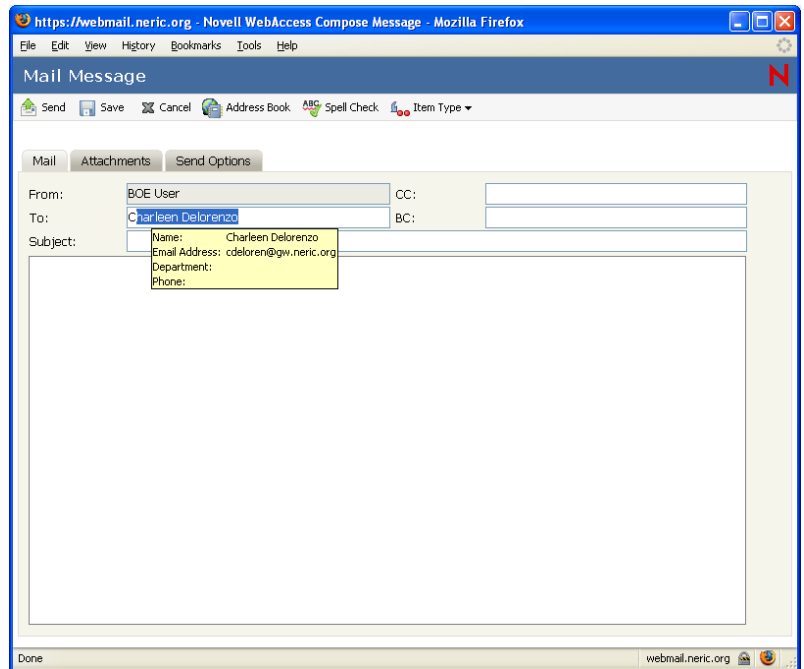 https://webmail.neric.org - Novell WebAccess Compose Message - Mozilla Firefox
File Edit View History Bookmarks Tools Help
Mail Message N
Send Save Cancel Address Book ABC Spell Check Item Type
Mail Attachments Send Options
From: BOE User CC:
To: Charleen Delorenzo BC:
Subject:
Name: Charleen Delorenzo
Email Address: cdeloren@gw.neric.org
Department:
Phone:
Done webmail.neric.org